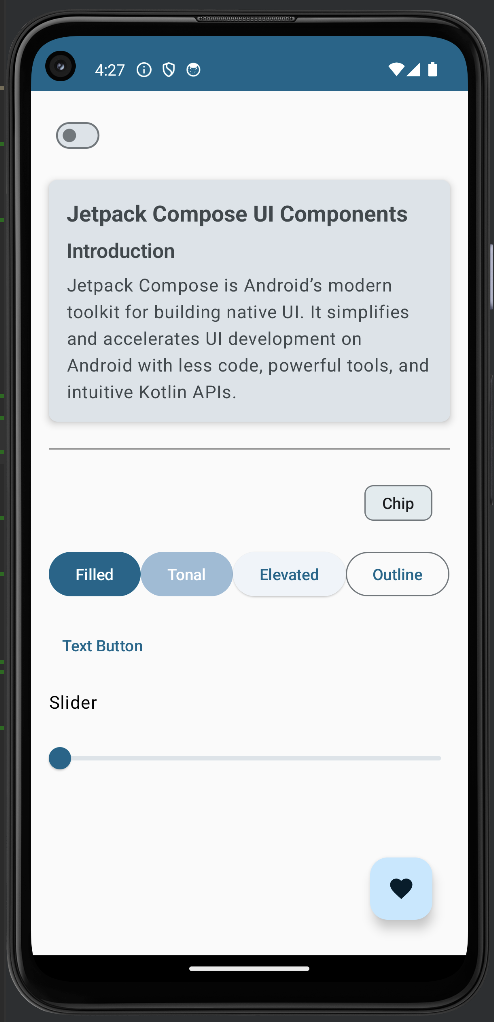 4:27
Jetpack Compose UI Components
Introduction
Jetpack Compose is Android’s modern
toolkit for building native UI. It simplifies
and accelerates UI development on
Android with less code, powerful tools, and
intuitive Kotlin APIs.
Chip
Filled Tonal Elevated Outline
Text Button
Slider